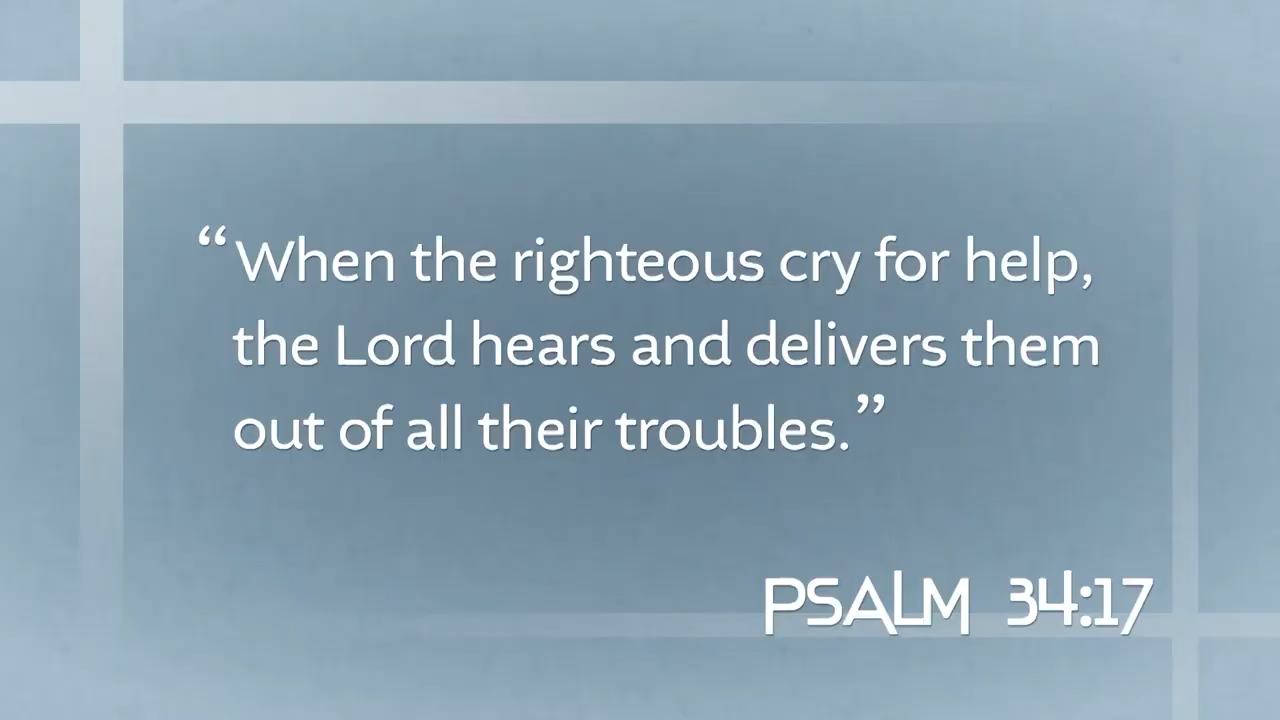 “When the righteous cry for help,
the Lord hears and delivers them
out of all their troubles.”
PSALM 34:17